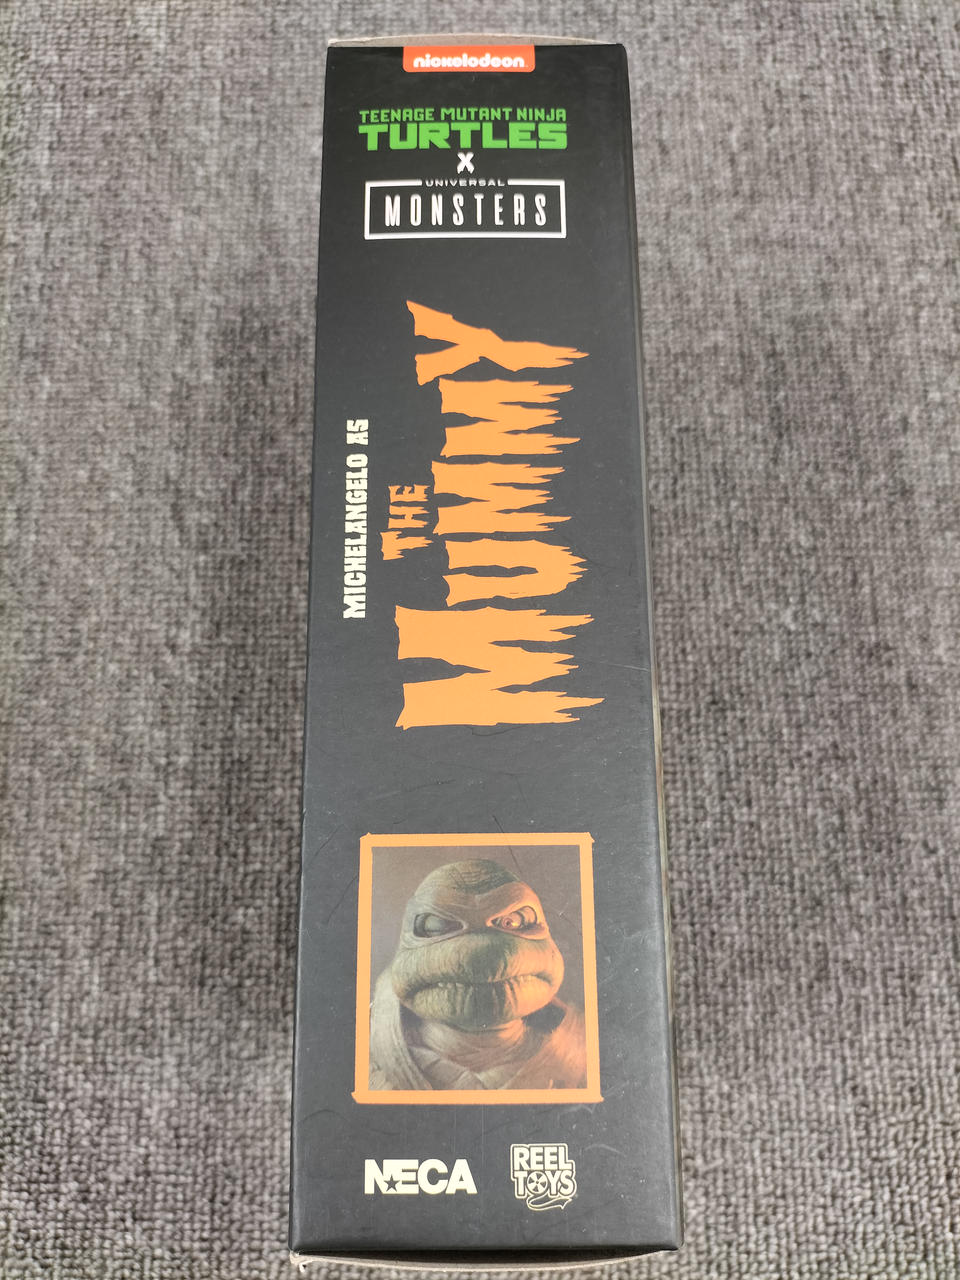 nickelodeon
TEENAGE MUTANT NINJA
TURTLES
X
UNIVERSAL
MONSTERS
MICHELANGELO AS
THE
MUMMY
NECA
REEL
TOYS